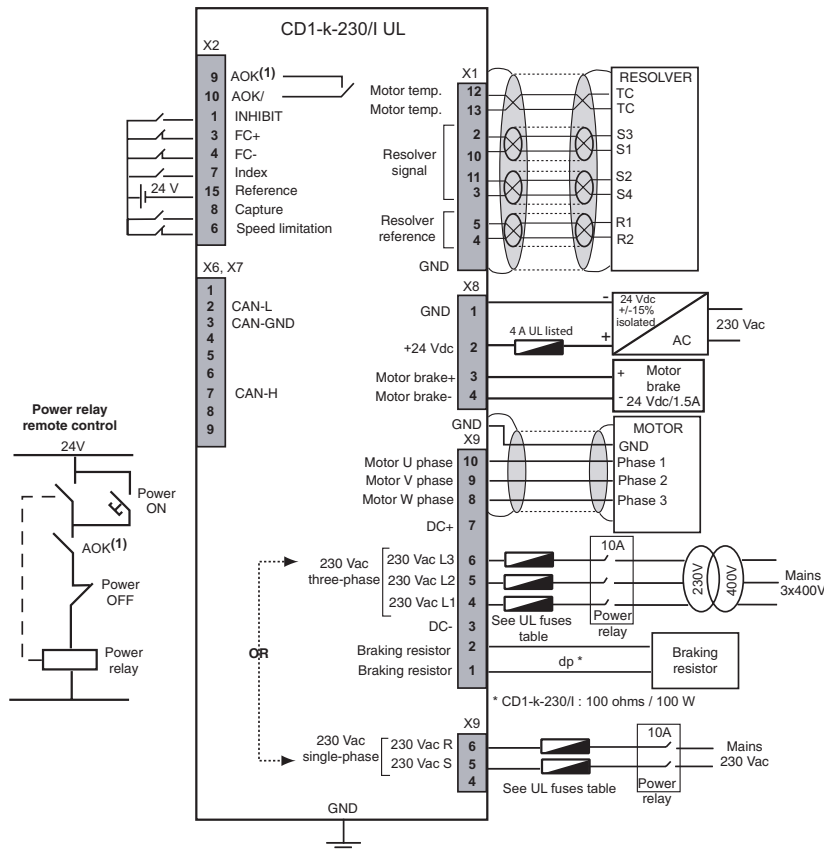 CD1-k-230/I UL
X2
9 AOK(1)
10 AOK/
1 INHIBIT
3 FC+
4 FC-
7 Index
15 Reference
8 Capture
6 Speed limitation
24 V
X1
Motor temp. 12
Motor temp. 13
Resolver
signal
2
10
11
3
Resolver
reference
5
4
GND
RESOLVER
TC
TC
S3
S1
S2
S4
R1
R2
X6, X7
1
2 CAN-L
3 CAN-GND
4
5
6
7 CAN-H
8
9
X8
GND 1
+24 Vdc 2
Motor brake+ 3
Motor brake- 4
4 A UL listed
-
+
24 Vdc
+/-15%
isolated
AC
230 Vac
+ Motor
brake
- 24 Vdc/1.5A
GND
X9
Motor U phase 10
Motor V phase 9
Motor W phase 8
DC+ 7
MOTOR
GND
Phase 1
Phase 2
Phase 3
230 Vac
three-phase
230 Vac L3 6
230 Vac L2 5
230 Vac L1 4
DC- 3
Braking resistor 2
Braking resistor 1
See UL fuses
table
10A
Power
relay
230V
400V
Mains
3x400V
dp *
Braking
resistor
* CD1-k-230/I : 100 ohms / 100 W
OR
X9
230 Vac
single-phase
230 Vac R 6
230 Vac S 5
4
See UL fuses table
10A
Power
relay
Mains
230 Vac
GND
Power relay
remote control
24V
Power
ON
AOK(1)
Power
OFF
Power
relay